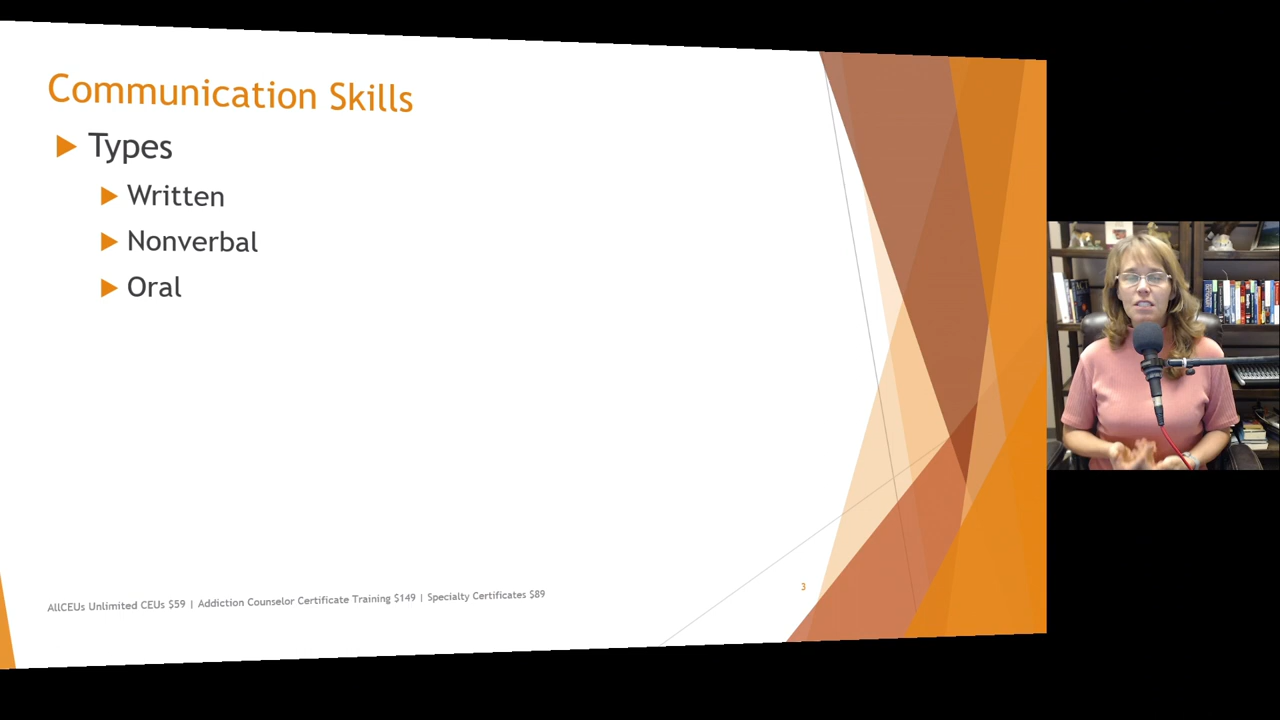 Communication Skills
Types
Written
Nonverbal
Oral
AllCEUs Unlimited CEUs $59 | Addiction Counselor Certificate Training $149 | Specialty Certificates $89
3